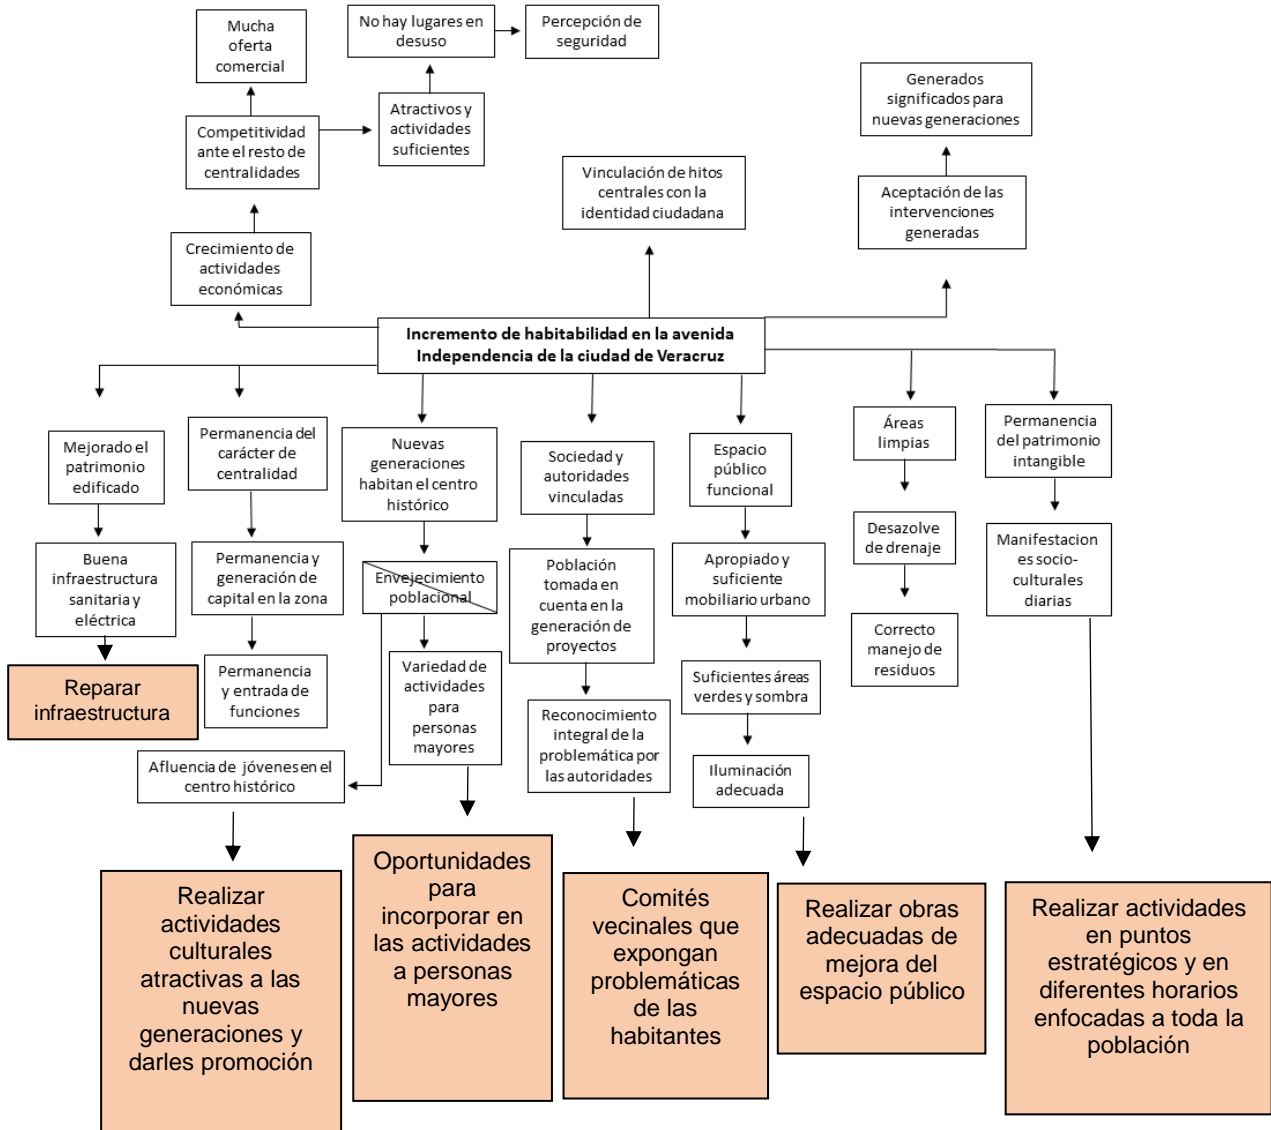 Mucha
oferta
comercial
No hay lugares en
desuso
Percepción de
seguridad
Generados
significados para
nuevas generaciones
Competitividad
ante el resto de
centralidades
Atractivos y
actividades
suficientes
Vinculación de hitos
centrales con la
identidad ciudadana
Aceptación de las
intervenciones
generadas
Crecimiento de
actividades
económicas
Incremento de habitabilidad en la avenida
Independencia de la ciudad de Veracruz
Mejorado el
patrimonio
edificado
Permanencia del
carácter de
centralidad
Nuevas
generaciones
habitan el centro
histórico
Sociedad y
autoridades
vinculadas
Espacio
público
funcional
Áreas
limpias
Permanencia
del patrimonio
intangible
Buena
infraestructura
sanitaria y
eléctrica
Permanencia y
generación de
capital en la zona
Envejecimiento
poblacional
Población
tomada en
cuenta en la
generación de
proyectos
Apropiado y
suficiente
mobiliario urbano
Desazolve
de drenaje
Manifestacion
es socio-
culturales
diarias
Reparar
infraestructura
Permanencia
y entrada de
funciones
Variedad de
actividades
para
personas
mayores
Reconocimiento
integral de la
problemática por
las autoridades
Suficientes áreas
verdes y sombra
Correcto
manejo de
residuos
Afluencia de jóvenes en el
centro histórico
Iluminación
adecuada
Realizar
actividades
culturales
atractivas a las
nuevas
generaciones y
darles promoción
Oportunidades
para
incorporar en
las actividades
a personas
mayores
Comités
vecinales que
expongan
problemáticas
de las
habitantes
Realizar obras
adecuadas de
mejora del
espacio público
Realizar actividades
en puntos
estratégicos y en
diferentes horarios
enfocadas a toda la
población